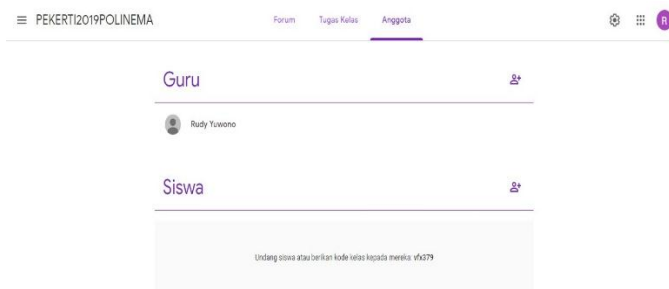 PEKERTI2019POLINEMA
Forum Tugas Kelas Anggota
R
Guru
Rudy Yuwono
Siswa
Undang siswa atau berikan kode kelas kepada mereka: vfx379